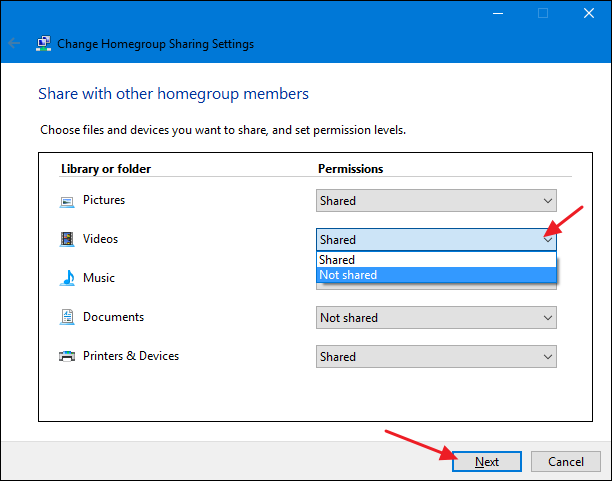 Change Homegroup Sharing Settings
Share with other homegroup members
Choose files and devices you want to share, and set permission levels.
Library or folder Permissions
Pictures Shared
Videos Shared
Shared
Not shared
Music
Documents Not shared
Printers & Devices Shared
Next Cancel